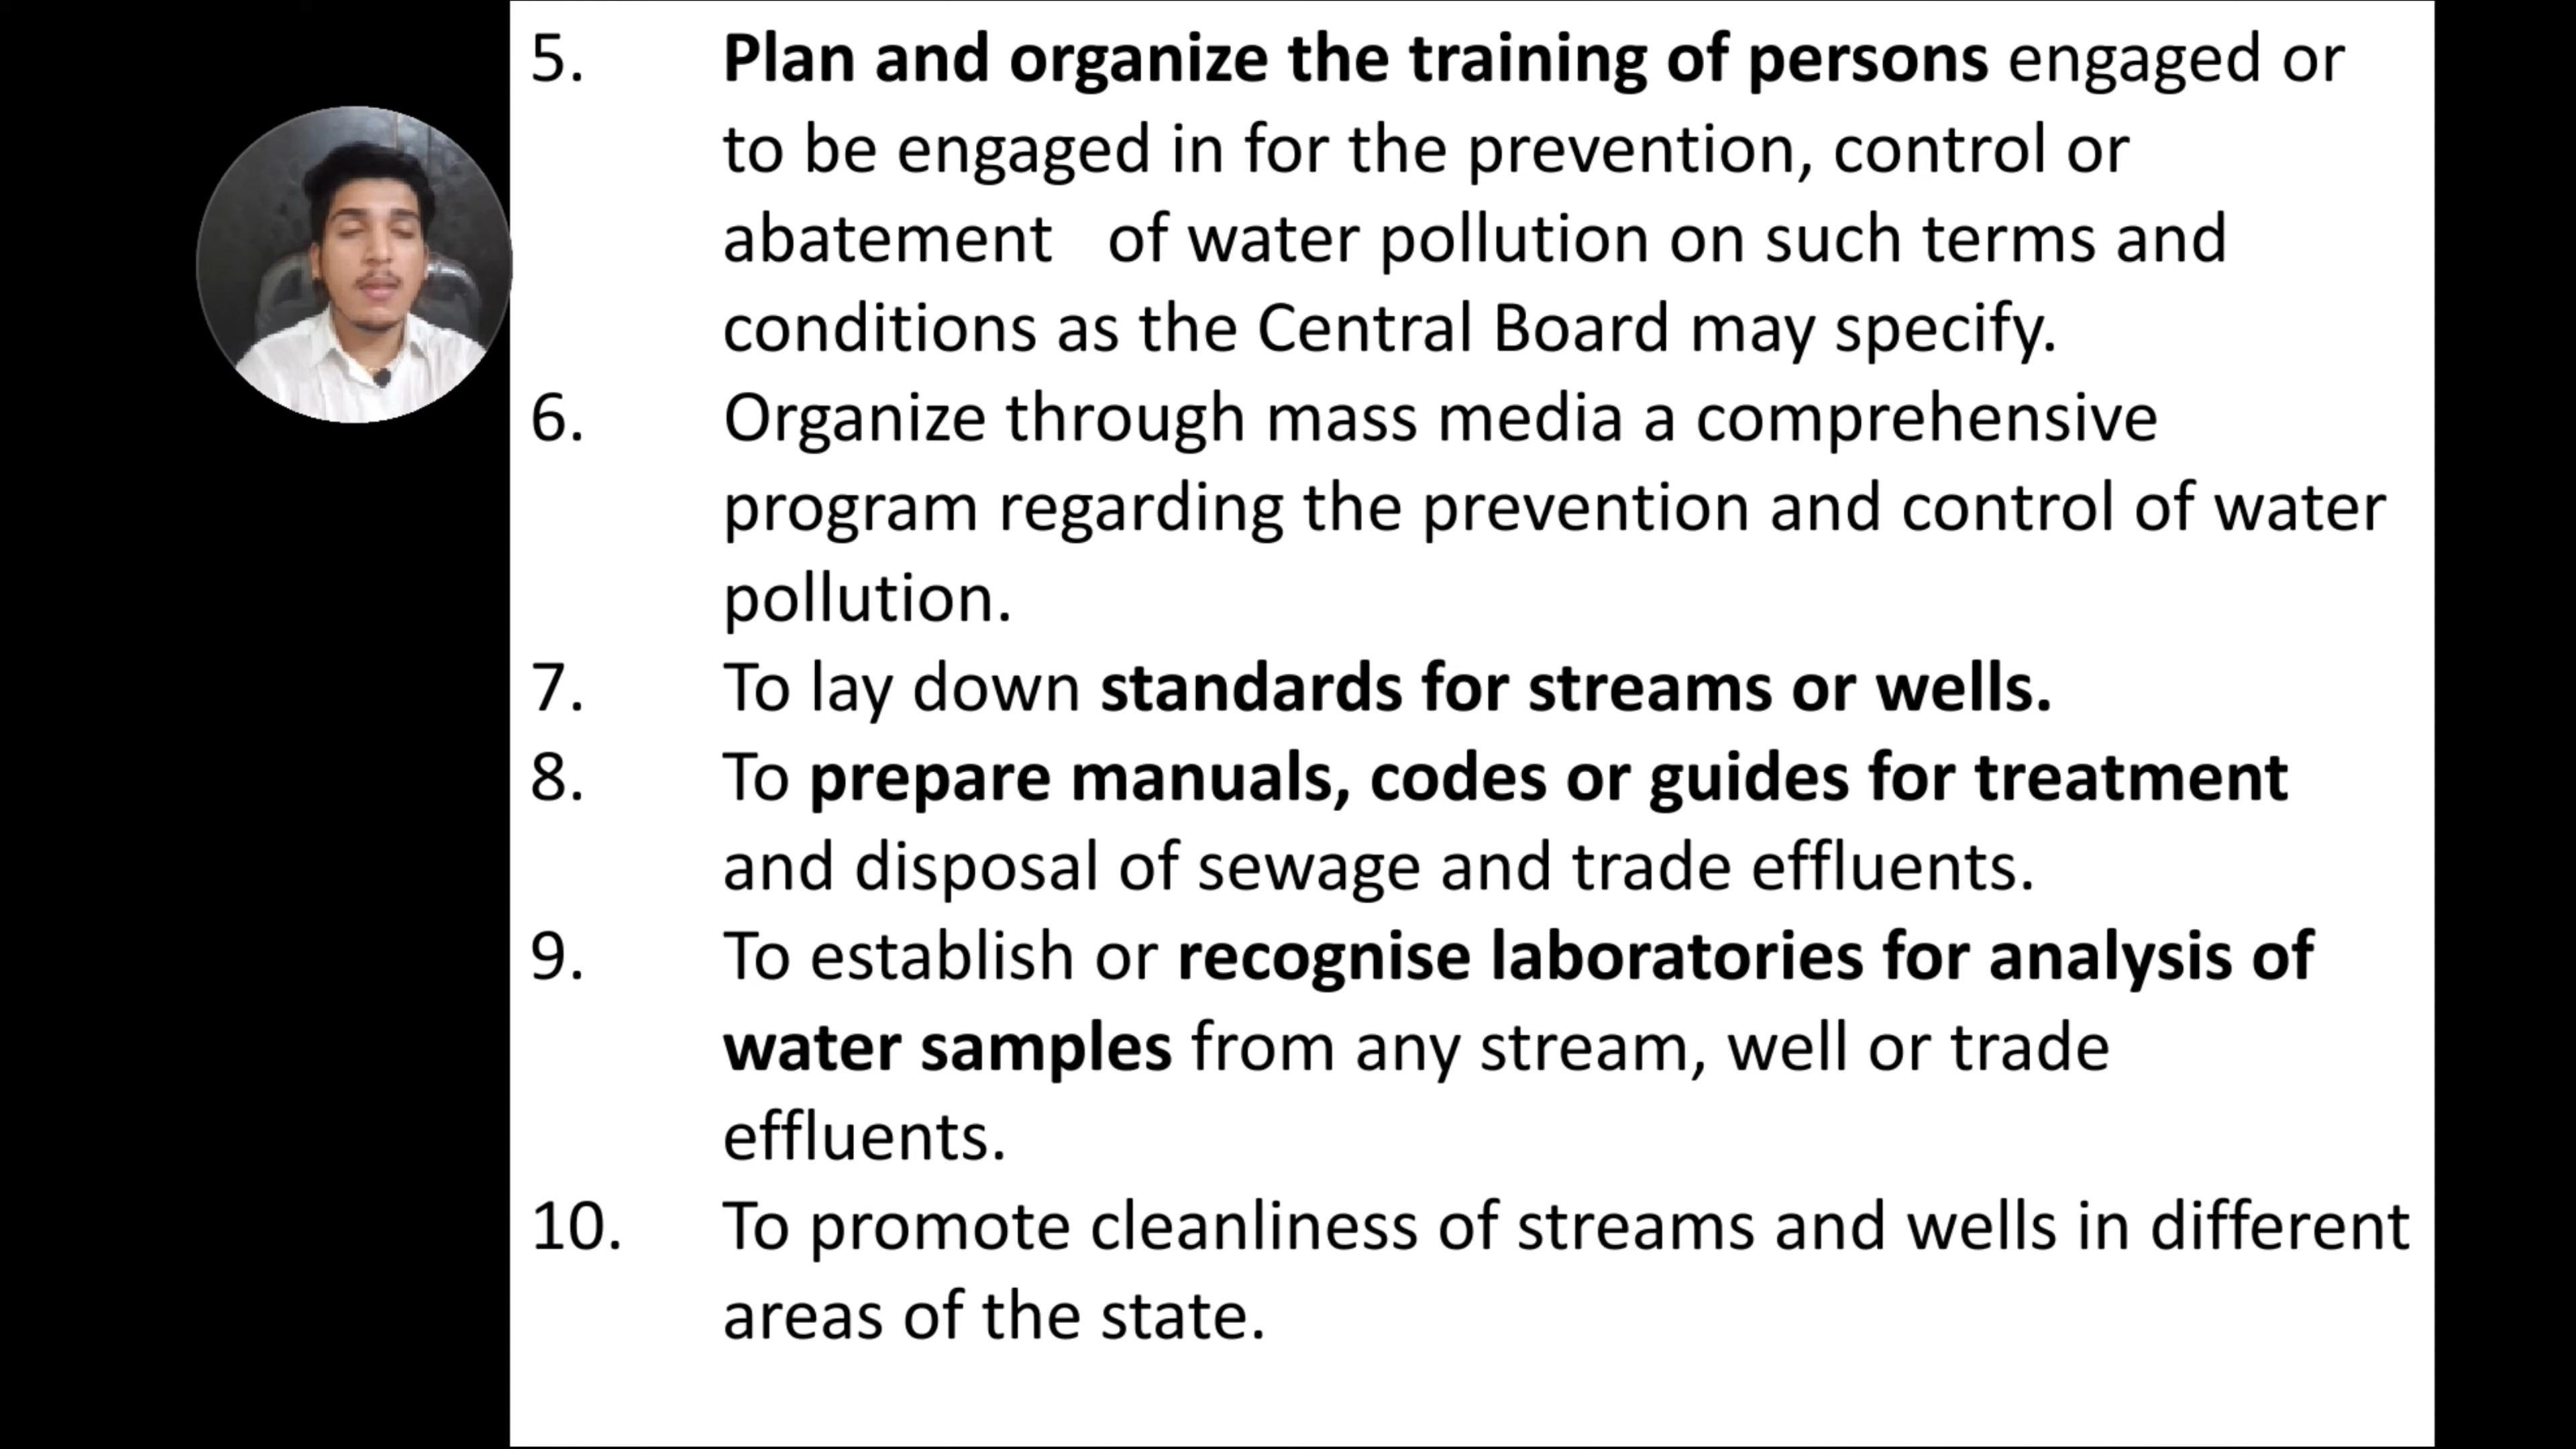 5. Plan and organize the training of persons engaged or
to be engaged in for the prevention, control or
abatement of water pollution on such terms and
conditions as the Central Board may specify.
6. Organize through mass media a comprehensive
program regarding the prevention and control of water
pollution.
7. To lay down standards for streams or wells.
8. To prepare manuals, codes or guides for treatment
and disposal of sewage and trade effluents.
9. To establish or recognise laboratories for analysis of
water samples from any stream, well or trade
effluents.
10. To promote cleanliness of streams and wells in different
areas of the state.